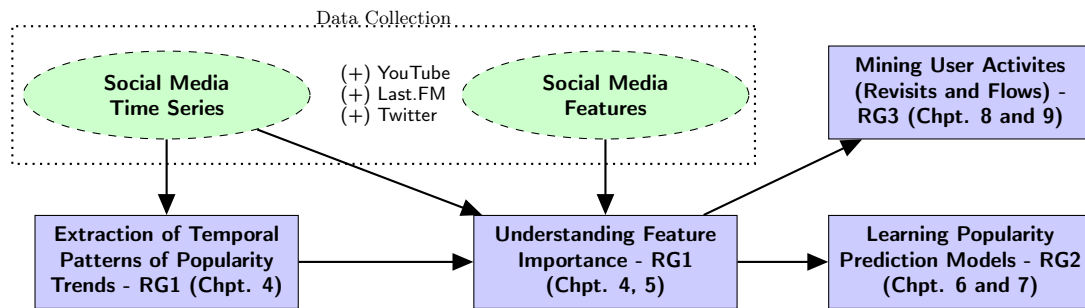 Data Collection
Social Media
Time Series
(+) YouTube
(+) Last.FM
(+) Twitter
Social Media
Features
Mining User Activites
(Revisits and Flows) -
RG3 (Chpt. 8 and 9)
Extraction of Temporal
Patterns of Popularity
Trends - RG1 (Chpt. 4)
Understanding Feature
Importance - RG1
(Chpt. 4, 5)
Learning Popularity
Prediction Models - RG2
(Chpt. 6 and 7)